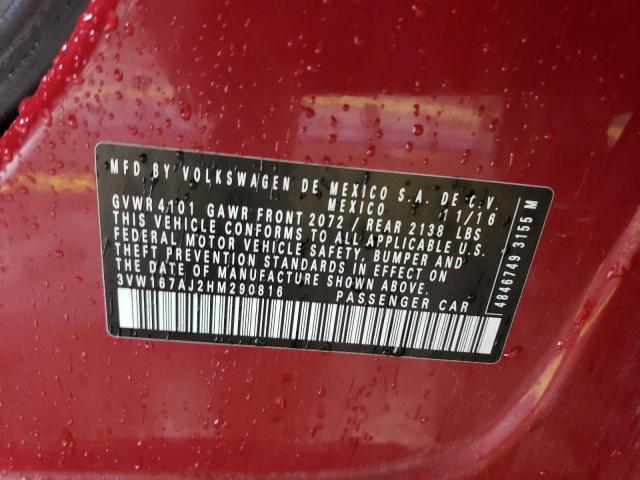 MFD BY VOLKSWAGEN DE MEXICO S.A. DE C.V.
MEXICO 11/16
GVWR4101 GAWR FRONT 2072 / REAR 2138 LBS
THIS VEHICLE CONFORMS TO ALL APPLICABLE U.S.
FEDERAL MOTOR VEHICLE SAFETY, BUMPER AND
THEFT PREVENTION STANDARDS IN EFFECT ON
THE DATE OF MANUFACTURE SHOWN ABOVE.
3VW167AJ2HM290816 PASSENGER CAR
4846749 3155 M